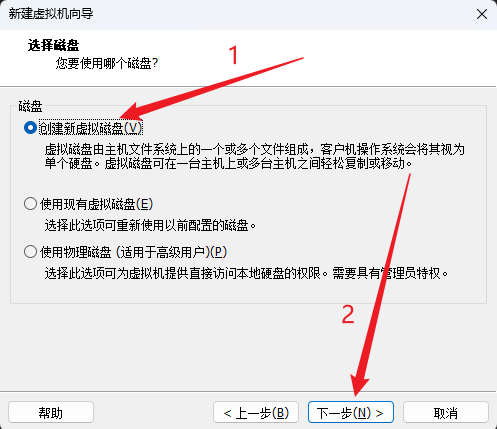 新建虚拟机向导
选择磁盘
您要使用哪个磁盘?
1
磁盘
创建新虚拟磁盘(V)
虚拟磁盘由主机文件系统上的一个或多个文件组成，客户机操作系统会将其视为
单个硬盘。虚拟磁盘可在一台主机上或多台主机之间轻松复制或移动。
使用现有虚拟磁盘(E)
选择此选项可重新使用以前配置的磁盘。
使用物理磁盘 (适用于高级用户)(P)
选择此选项可为虚拟机提供直接访问本地硬盘的权限。需要具有管理员特权。
2
帮助
< 上一步(B)
下一步(N) >
取消